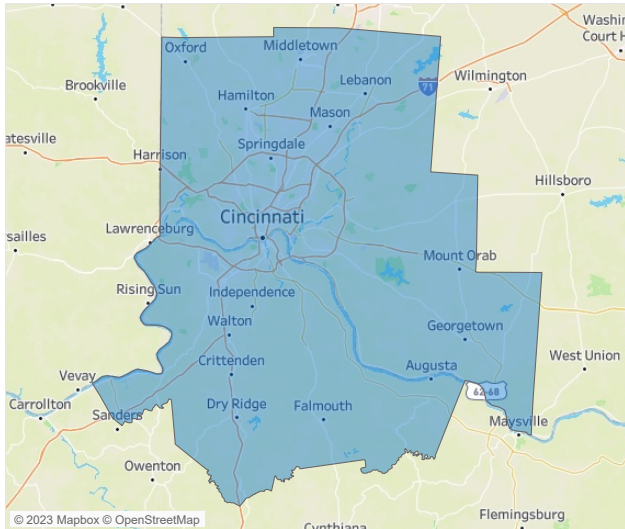 Washin
Court H
Oxford
Middletown
Brookville
Lebanon
Wilmington
71
Hamilton
Mason
atesville
Springdale
Harrison
Hillsboro
Cincinnati
Lawrenceburg
rsailles
Mount Orab
Rising Sun
Independence
Walton
Georgetown
Crittenden
West Union
Augusta
Vevay
62-68
Carrollton
Dry Ridge
Falmouth
Sanders
Maysville
Owenton
Flemingsburg
© 2023 Mapbox © OpenStreetMap
Cynthiana